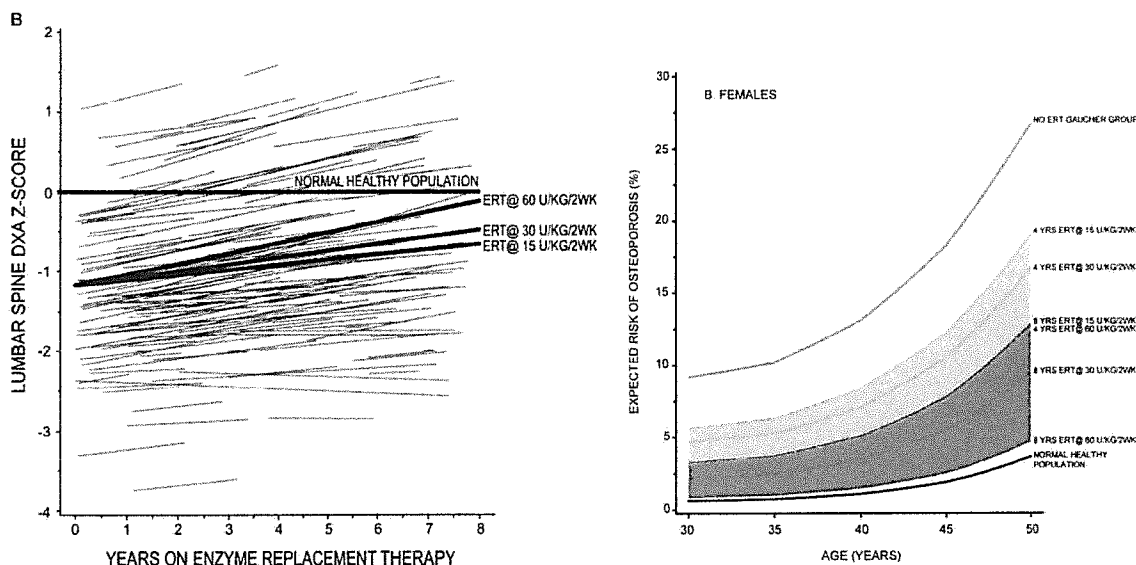 B
2
1
0
-1
-2
-3
-4
LUMBAR SPINE DXA Z-SCORE
NORMAL HEALTHY POPULATION
ERT@ 60 U/KG/2WK
ERT@ 30 U/KG/2WK
ERT@ 15 U/KG/2WK
0 1 2 3 4 5 6 7 8
YEARS ON ENZYME REPLACEMENT THERAPY
B. FEMALES
30
25
20
15
10
5
0
EXPECTED RISK OF OSTEOPOROSIS (%)
NO ERT GAUCHER GROUP
4 YRS ERT@ 15 U/KG/2WK
4 YRS ERT@ 30 U/KG/2WK
8 YRS ERT@ 15 U/KG/2WK
4 YRS ERT@ 60 U/KG/2WK
8 YRS ERT@ 30 U/KG/2WK
8 YRS ERT@ 60 U/KG/2WK
NORMAL HEALTHY
POPULATION
30 35 40 45 50
AGE (YEARS)